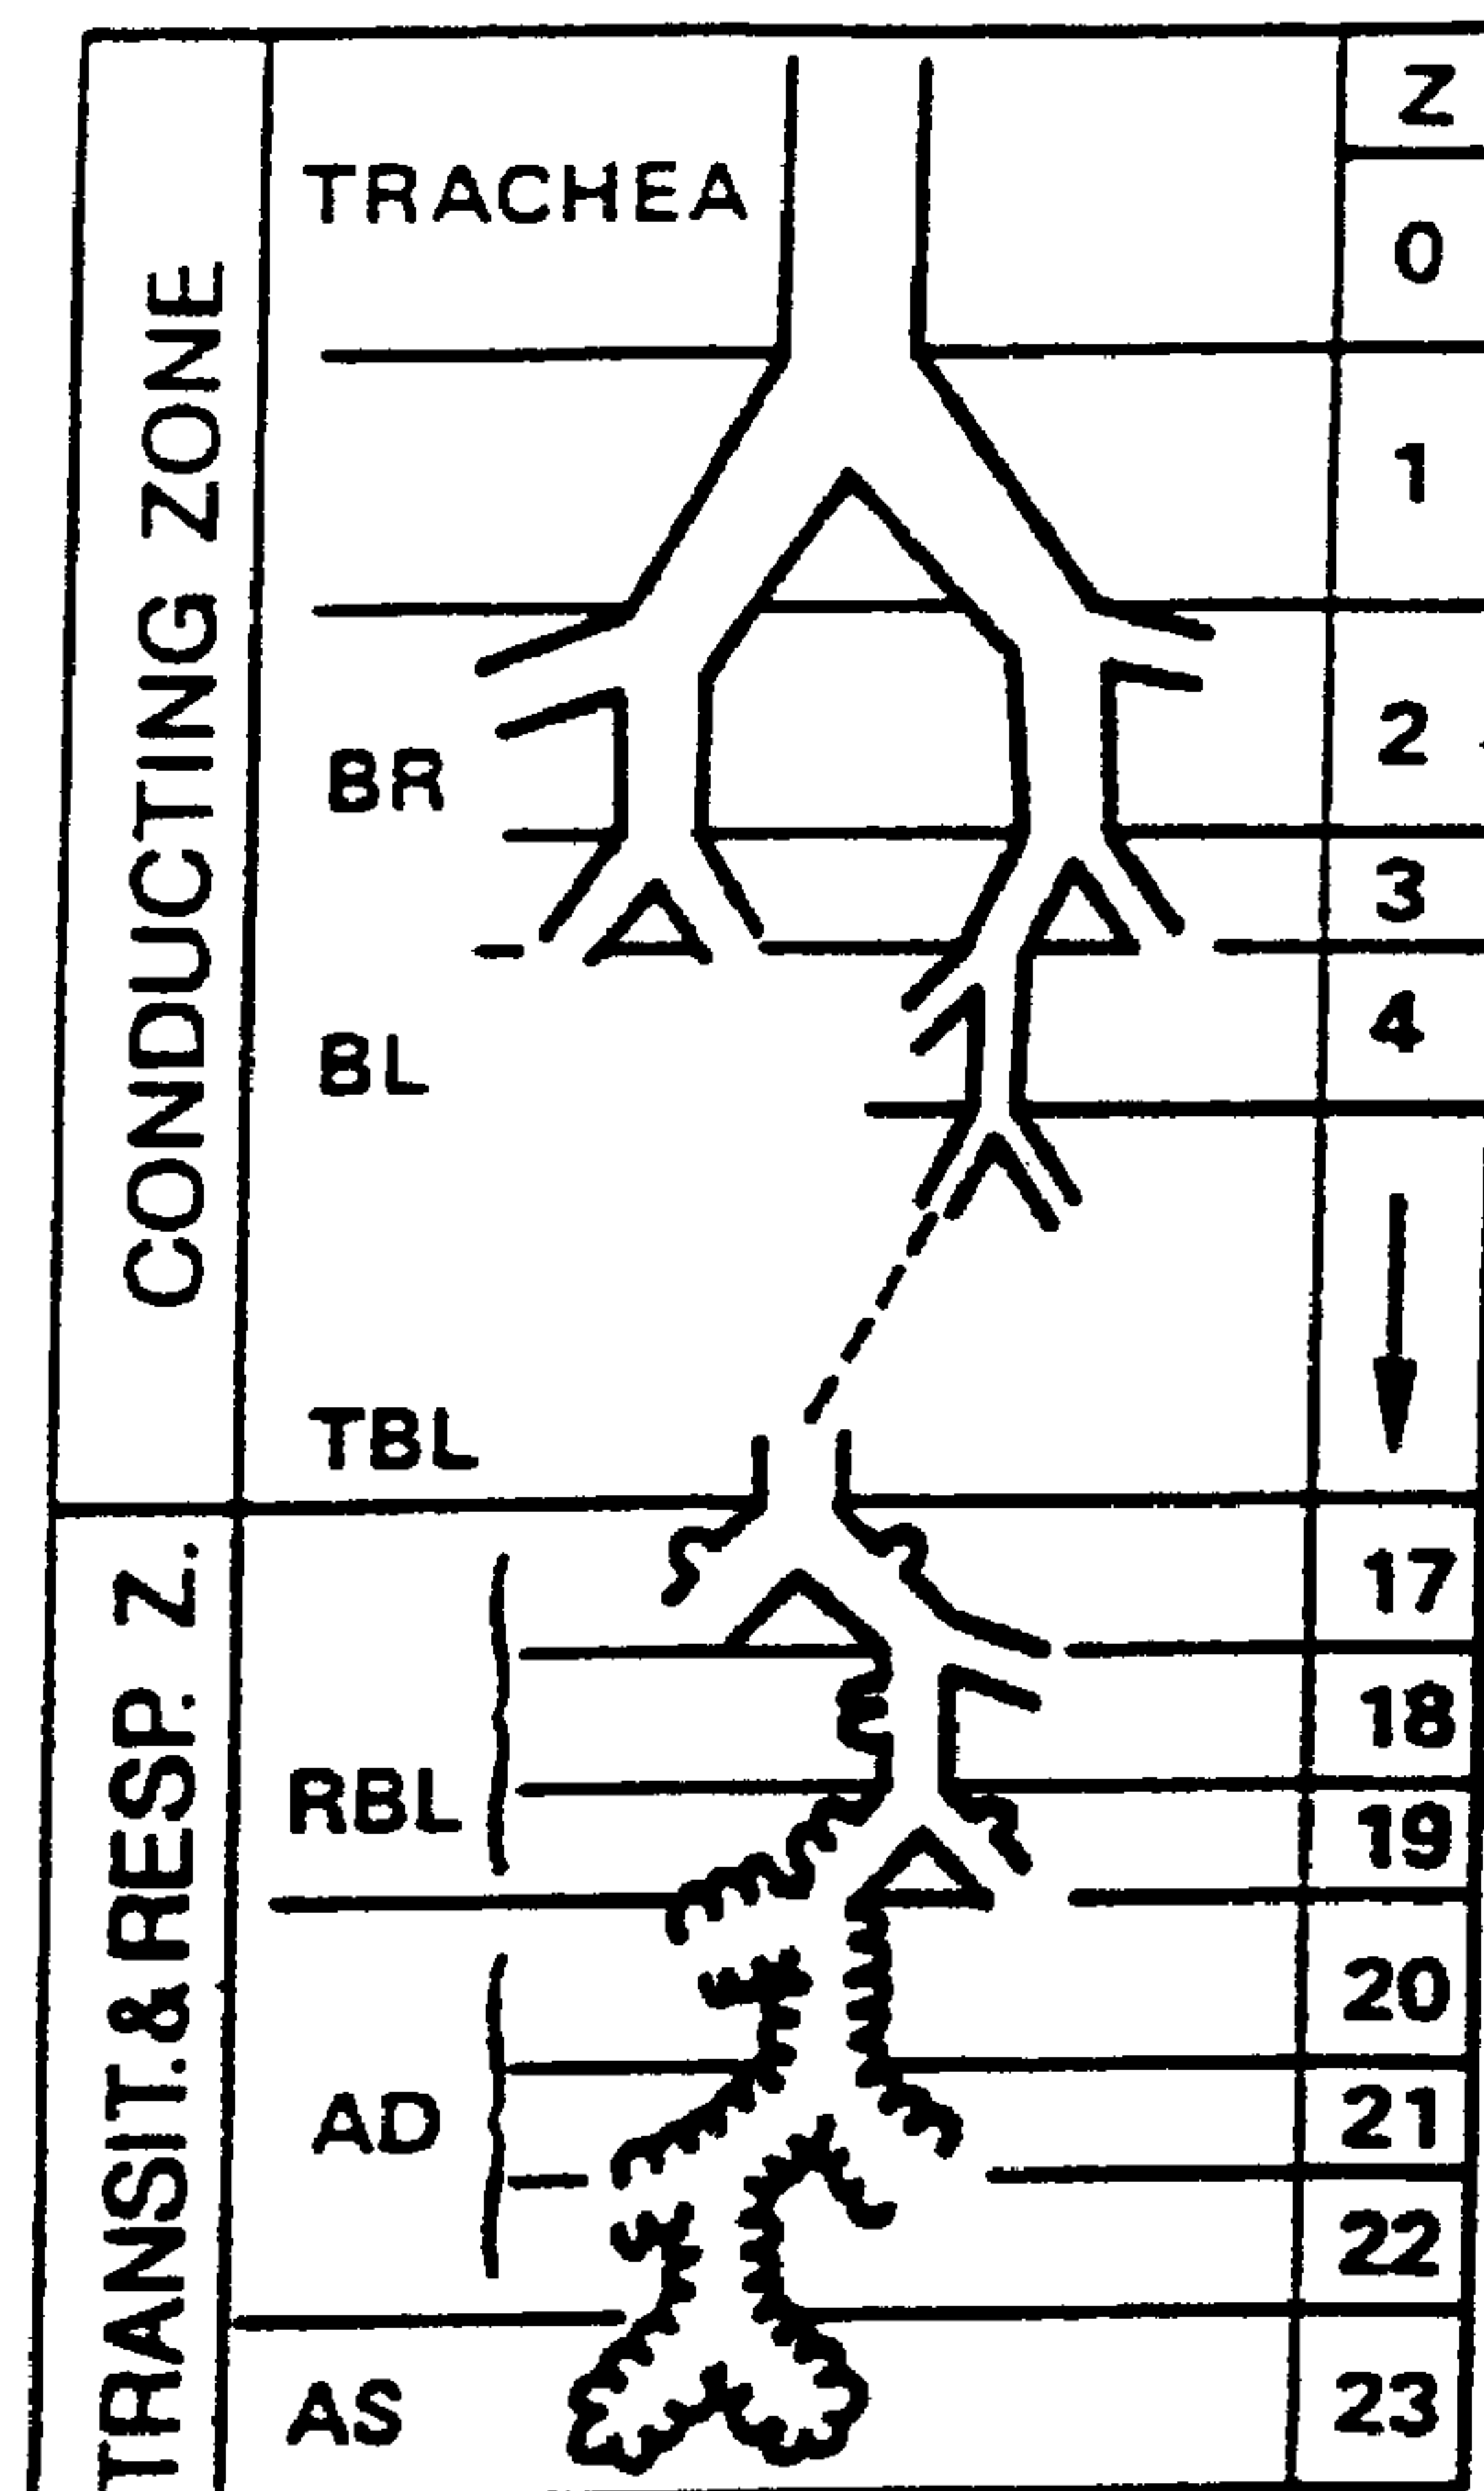 Z
TRACHEA
0
1
BR
2
3
BL
4
TBL
17
18
RBL
19
20
AD
21
22
AS
23
CONDUCTING ZONE
TRANSIT. & RESP. Z.